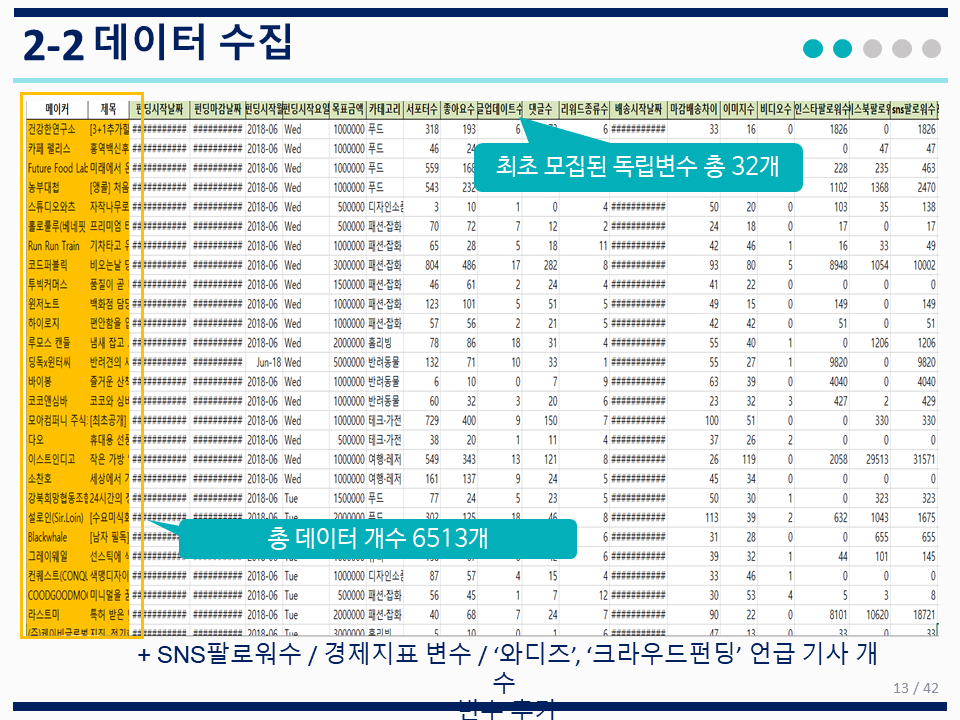 2-2 데이터 수집
메이커 제목 펀딩시작날짜 펀딩마감날짜 펀딩시작월 펀딩시작요일 목표금액 카테고리 서포터수 좋아요수 글업데이트수 댓글수 리워드종류수 배송시작날짜 마감배송차이 이미지수 비디오수 인스타팔로워수 스북팔로워 sns팔로워수
건강한연구소 [3+1추가할 ########## ########## 2018-06 Wed 1000000 푸드 318 193 6 6 ########## 33 16 0 1826 0 1826
카페 펠리스 홍역백신후 ########## ########## 2018-06 Wed 1000000 푸드 46 0 47 47
Future Food Lab 미래에서 온 ########## ########## 2018-06 Wed 1000000 푸드 559 168 228 235 463
농부대첩 [앵콜] 처음 ########## ########## 2018-06 Wed 1000000 푸드 543 232 1102 1368 2470
스튜디오와츠 자작나무로 ########## ########## 2018-06 Wed 500000 디자인소품 3 10 1 0 4 ########## 50 20 0 103 35 138
홀로롤루(베네핏 프리미엄 ########## ########## 2018-06 Wed 500000 패션·잡화 70 72 7 12 2 ########## 24 18 0 17 0 17
Run Run Train 기차타고 ########## ########## 2018-06 Wed 1000000 패션·잡화 65 28 5 18 11 ########## 42 46 1 16 33 49
코드퍼블릭 비오는날 ########## ########## 2018-06 Wed 3000000 패션·잡화 804 486 17 282 8 ########## 93 80 5 8948 1054 10002
투빅커머스 품질이 곧 ########## ########## 2018-06 Wed 1500000 패션·잡화 46 61 2 24 4 ########## 41 22 0 0 0 0
윈저노트 백화점 담당 ########## ########## 2018-06 Wed 1000000 패션·잡화 123 101 5 51 5 ########## 49 15 0 149 0 149
하이로지 편안함을 ########## ########## 2018-06 Wed 1000000 패션·잡화 57 56 2 21 5 ########## 42 42 0 51 0 51
루모스 캔들 냄새 잡고 ########## ########## 2018-06 Wed 2000000 홈리빙 78 86 18 31 4 ########## 55 40 1 0 1206 1206
딩독x윈터씨 반려견의 ########## ########## Jun-18 Wed 5000000 반려동물 132 71 10 33 1 ########## 55 27 1 9820 0 9820
바이봉 즐거운 산책 ########## ########## 2018-06 Wed 1000000 반려동물 6 10 0 7 9 ########## 63 39 0 4040 0 4040
코코앤심바 코코와 심바 ########## ########## 2018-06 Wed 1000000 반려동물 60 32 3 20 6 ########## 23 32 3 427 2 429
모아컴퍼니 주식 [최초공개] ########## ########## 2018-06 Wed 1000000 테크·가전 729 400 9 150 7 ########## 100 51 0 0 330 330
다오 휴대용 선풍 ########## ########## 2018-06 Wed 500000 테크·가전 38 20 1 11 4 ########## 37 26 2 0 0 0
이스트인디고 작은 가방 ########## ########## 2018-06 Wed 1000000 여행·레저 549 343 13 121 8 ########## 26 119 0 2058 29513 31571
소찬호 세상에서 ########## ########## 2018-06 Wed 1000000 여행·레저 161 137 9 24 5 ########## 45 34 0 0 0 0
강북희망협동조합 24시간의 ########## ########## 2018-06 Tue 1500000 푸드 77 24 5 23 5 ########## 50 30 1 0 323 323
설로인(Sir.Loin) [수요미식회 ########## ########## 2018-06 Tue 2000000 푸드 302 125 18 46 8 ########## 113 39 2 632 1043 1675
Blackwhale [남자 필독] 6 ########## 31 28 0 0 655 655
그레이웨일 선스틱에 6 ########## 39 32 1 44 101 145
컨퀘스트(CONQU 색맹디자이 ########## ########## 2018-06 Tue 1000000 디자인소품 87 57 4 15 4 ########## 33 46 1 0 0 0
COODGOODMO 미니멀을 꿈 ########## ########## 2018-06 Tue 500000 패션·잡화 56 45 1 7 12 ########## 30 53 4 5 3 8
라스트미 특허 받은 ########## ########## 2018-06 Tue 2000000 패션·잡화 40 68 7 24 7 ########## 90 22 0 8101 10620 18721
(주)케이비글로벌 ########## ########## 2018-06 Tue 3000000 홈리빙 5 10 0 1 6 ########## 47 13 0 33 0 33
최초 모집된 독립변수 총 32개
총 데이터 개수 6513개
+ SNS팔로워수 / 경제지표 변수 / ‘와디즈’, ‘크라우드펀딩’ 언급 기사 개
수
변수 추가
13 / 42